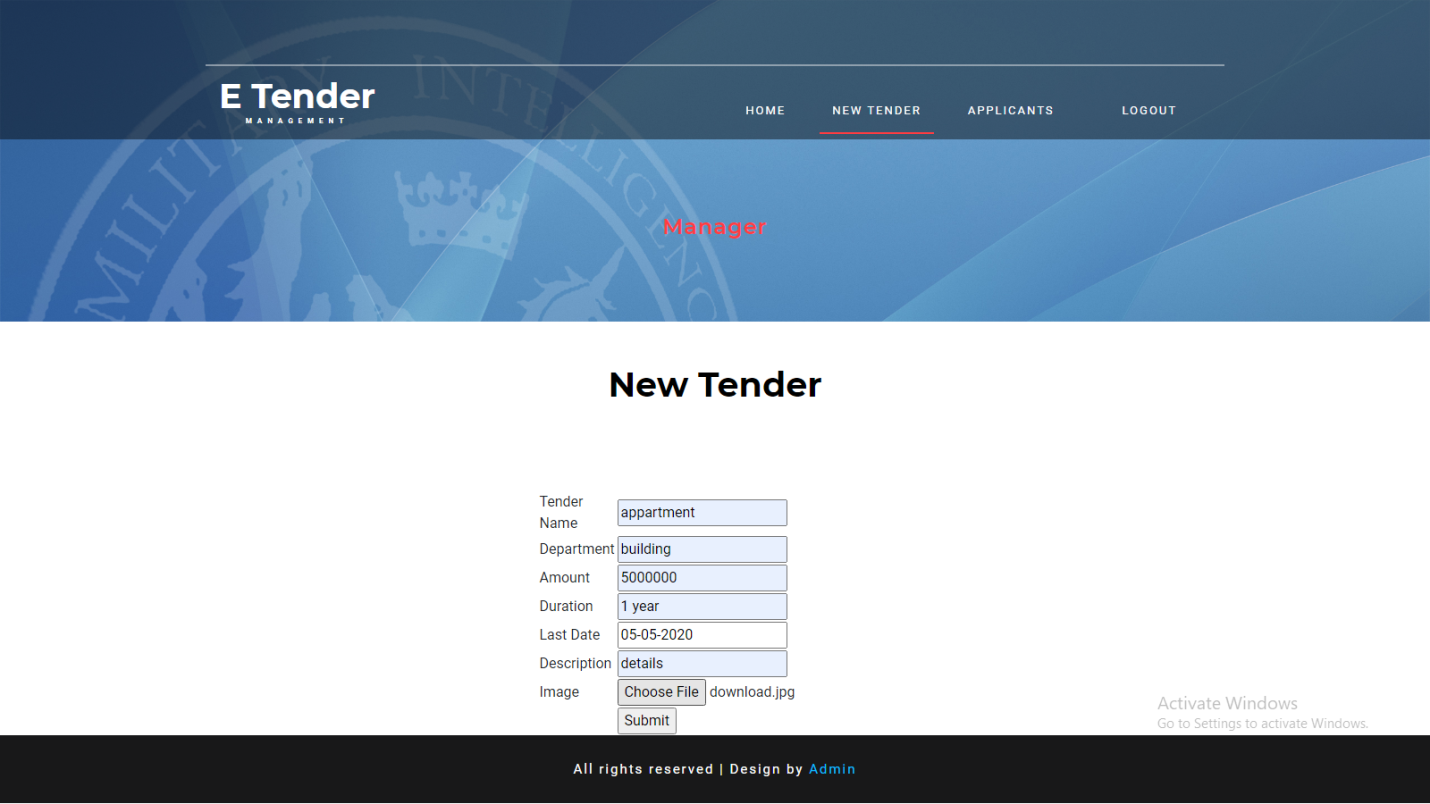 MILITARY INTELLIGENCE
E Tender
MANAGEMENT
HOME NEW TENDER APPLICANTS LOGOUT
Manager
New Tender
Tender
Name
appartment
Department building
Amount 5000000
Duration 1 year
Last Date 05-05-2020
Description details
Image Choose File download.jpg
Submit
Activate Windows
Go to Settings to activate Windows.
All rights reserved | Design by Admin